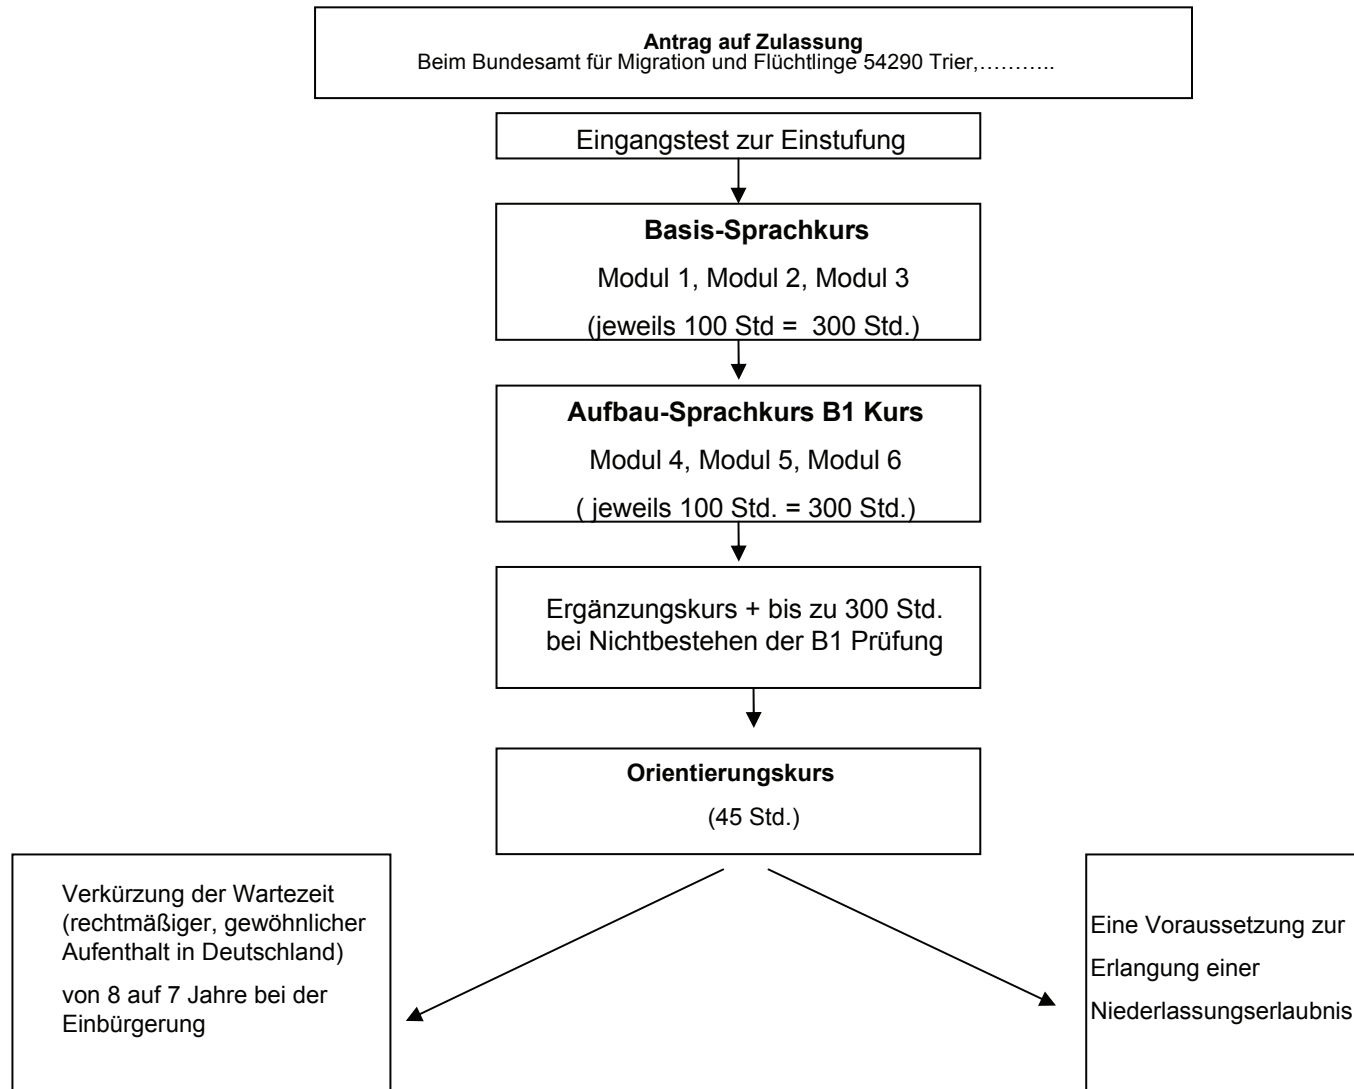 Antrag auf Zulassung
Beim Bundesamt für Migration und Flüchtlinge 54290 Trier,………..
Eingangstest zur Einstufung
Basis-Sprachkurs
Modul 1, Modul 2, Modul 3
(jeweils 100 Std = 300 Std.)
Aufbau-Sprachkurs B1 Kurs
Modul 4, Modul 5, Modul 6
( jeweils 100 Std. = 300 Std.)
Ergänzungskurs + bis zu 300 Std.
bei Nichtbestehen der B1 Prüfung
Orientierungskurs
(45 Std.)
Verkürzung der Wartezeit
(rechtmäßiger, gewöhnlicher
Aufenthalt in Deutschland)
von 8 auf 7 Jahre bei der
Einbürgerung
Eine Voraussetzung zur
Erlangung einer
Niederlassungserlaubnis